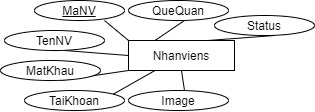 MaNV
QueQuan
Status
TenNV
Nhanviens
MatKhau
TaiKhoan
Image